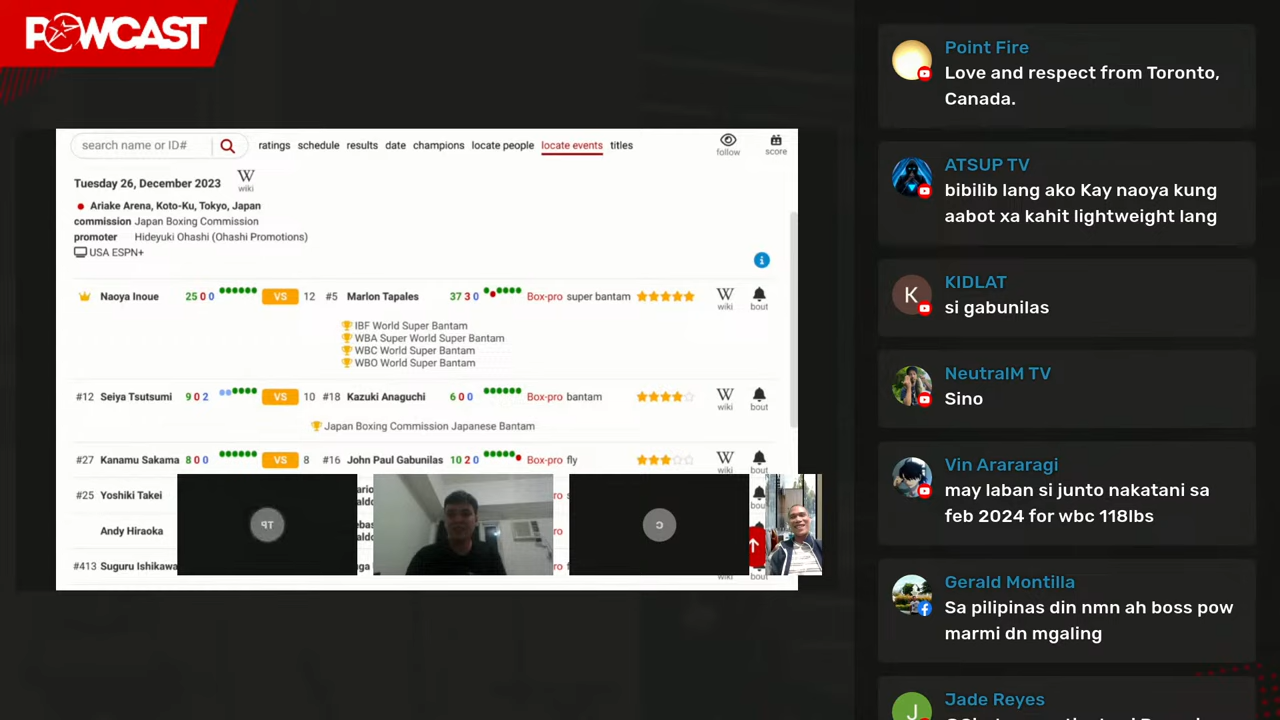 POWCAST
search name or ID#
ratings schedule results date champions locate people locate events titles
follow
score
Tuesday 26, December 2023
W
wiki
Ariake Arena, Koto-Ku, Tokyo, Japan
commission Japan Boxing Commission
promoter Hideyuki Ohashi (Ohashi Promotions)
USA ESPN+
Naoya Inoue 25 0 0 VS 12 #5 Marlon Tapales 37 3 0 Box-pro super bantam W wiki bout
IBF World Super Bantam
WBA Super World Super Bantam
WBC World Super Bantam
WBO World Super Bantam
#12 Seiya Tsutsumi 9 0 2 VS 10 #18 Kazuki Anaguchi 6 0 0 Box-pro bantam W wiki bout
Japan Boxing Commission Japanese Bantam
#27 Kanamu Sakama 8 0 0 VS 8 #16 John Paul Gabunilas 10 2 0 Box-pro fly W wiki bout
#25 Yoshiki Takei
Andy Hiraoka
#413 Suguru Ishikawa
TP
C
Point Fire
Love and respect from Toronto,
Canada.
ATSUP TV
bibilib lang ako Kay naoya kung
aabot xa kahit lightweight lang
K
KIDLAT
si gabunilas
NeutralM TV
Sino
Vin Arararagi
may laban si junto nakatani sa
feb 2024 for wbc 118lbs
Gerald Montilla
Sa pilipinas din nmn ah boss pow
marmi dn mgaling
J
Jade Reyes